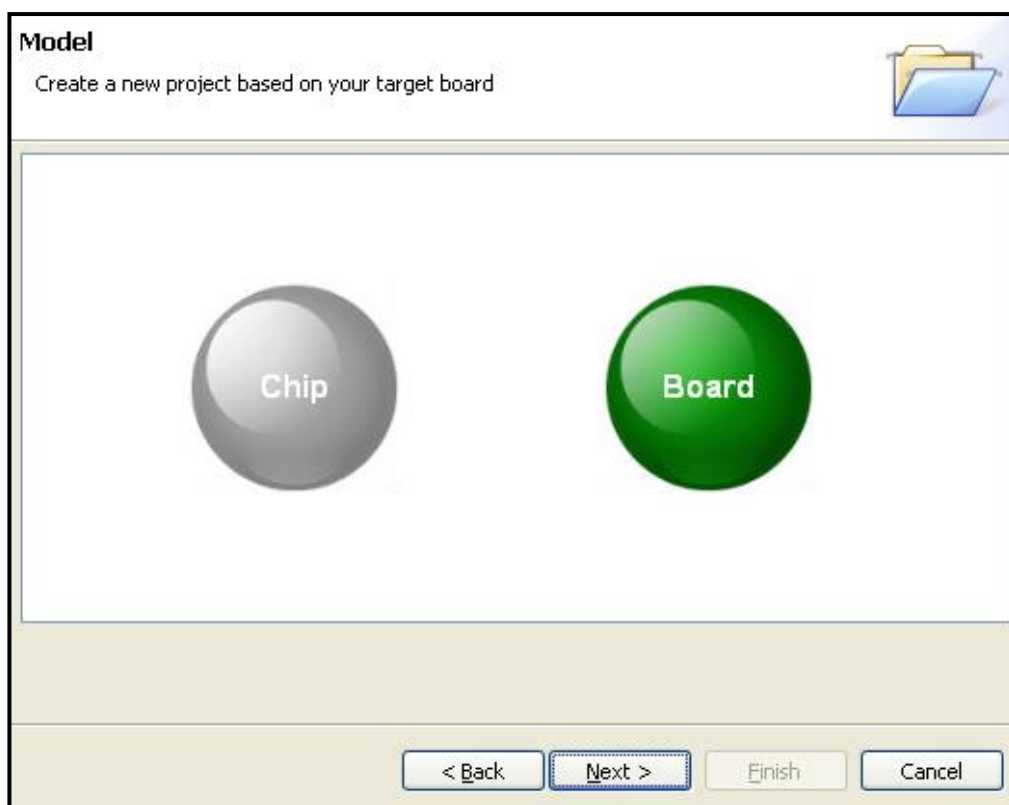 Model
Create a new project based on your target board
Chip
Board
< Back
Next >
Finish
Cancel